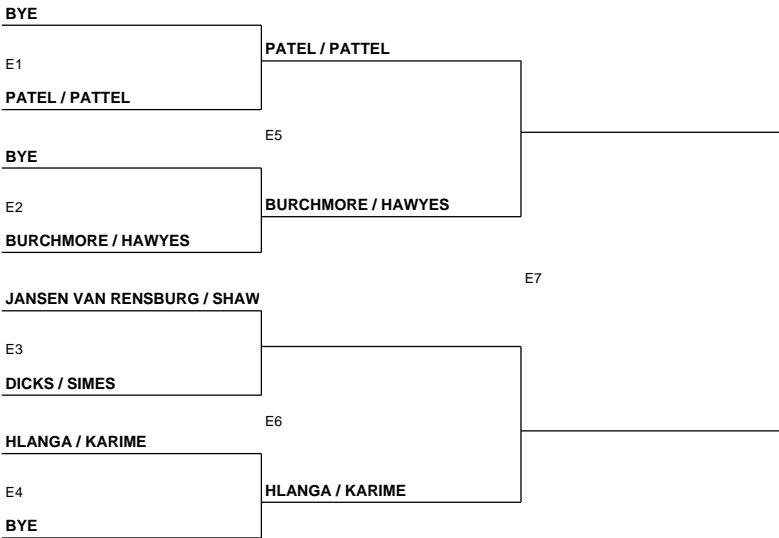 BYE
E1
PATEL / PATTEL
PATEL / PATTEL
E5
BYE
E2
BURCHMORE / HAWYES
BURCHMORE / HAWYES
E7
JANSEN VAN RENSBURG / SHAW
E3
DICKS / SIMES
E6
HLANGA / KARIME
E4
HLANGA / KARIME
BYE